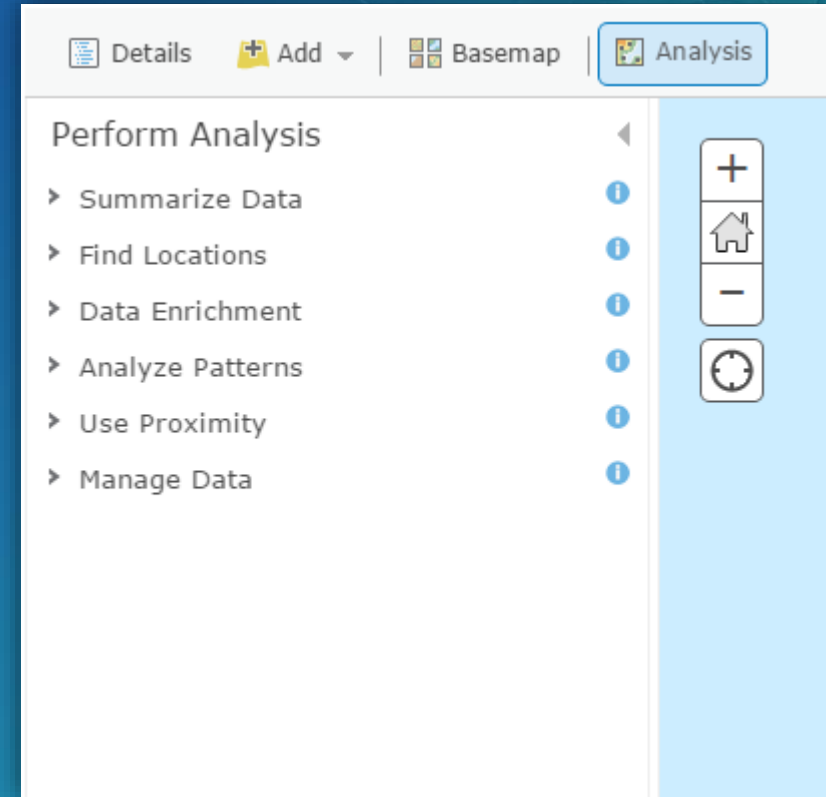 Details Add Basemap Analysis
Perform Analysis
Summarize Data
Find Locations
Data Enrichment
Analyze Patterns
Use Proximity
Manage Data